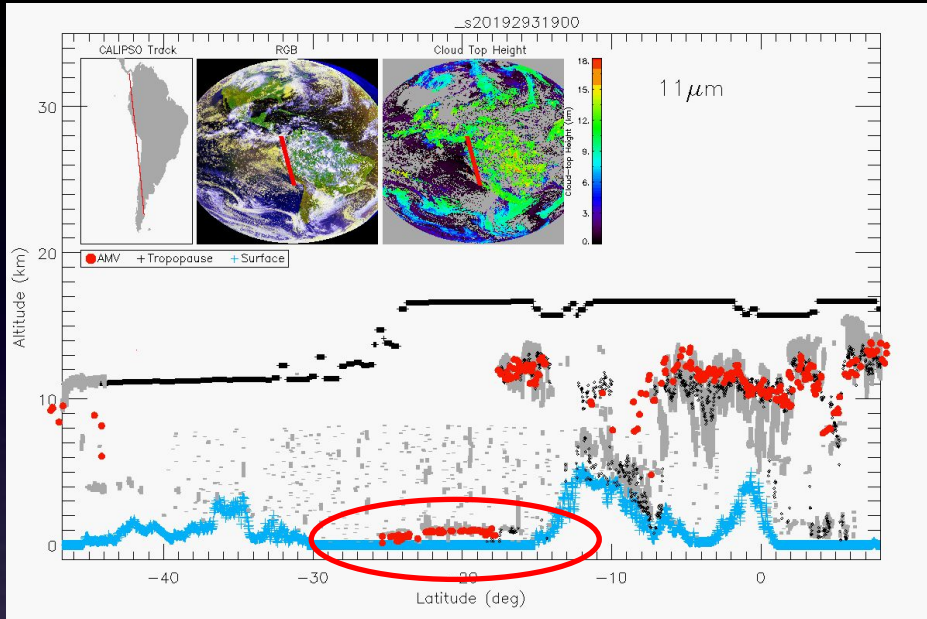 _s20192931900
CALIPSO Track
RGB
Cloud Top Height
11μm
18.
15.
12.
9.
6.
3.
0.
Cloud-top Height (km)
AMV + Tropopause + Surface
30
20
10
0
Altitude (km)
-40 -30 -20 -10 0
Latitude (deg)